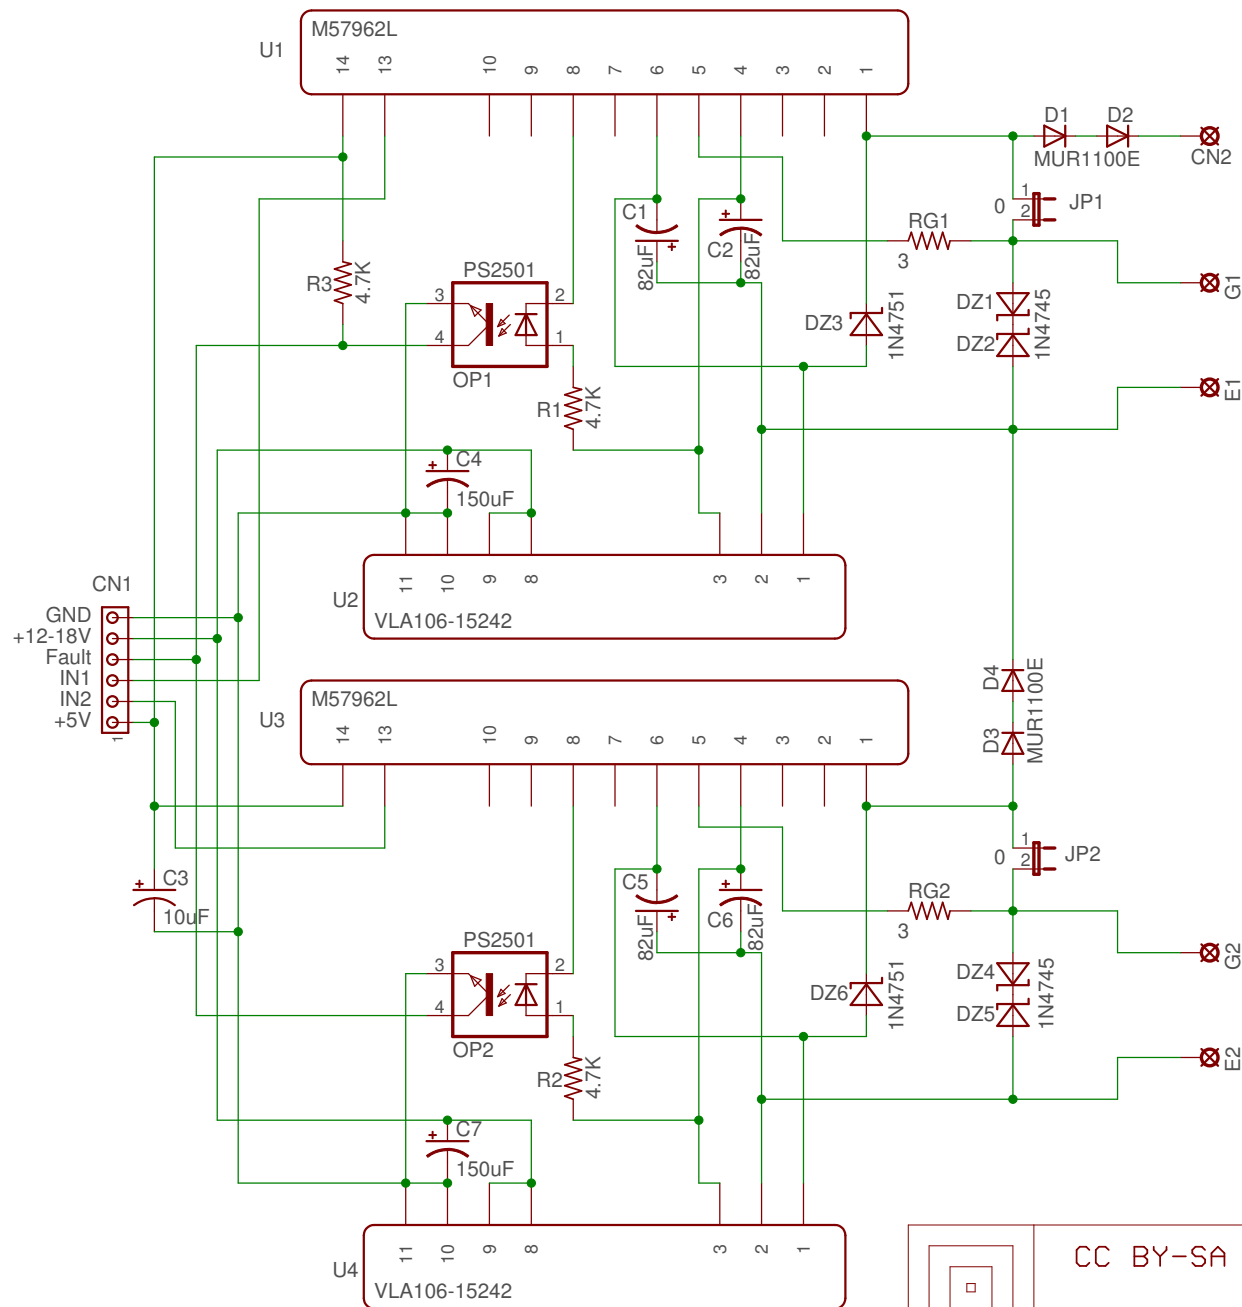 M57962L
U1
14 13 10 9 8 7 6 5 4 3 2 1
D1 D2
MUR1100E
CN2
1
0 2 JP1
C1
82uF
C2
82uF
RG1
3
G1
R3
4.7K
PS2501
3 2
4 1
OP1
DZ3
1N4751
DZ1
DZ2
1N4745
E1
R1
4.7K
C4
150uF
11 10 9 8 3 2 1
U2
VLA106-15242
CN1
GND
+12-18V
Fault
IN1
IN2
+5V
1
D4
D3
MUR1100E
M57962L
U3
14 13 10 9 8 7 6 5 4 3 2 1
1
0 2 JP2
C3
10uF
C5
82uF
C6
82uF
RG2
3
G2
PS2501
3 2
4 1
OP2
DZ6
1N4751
DZ4
DZ5
1N4745
E2
R2
4.7K
C7
150uF
11 10 9 8 3 2 1
U4
VLA106-15242
CC BY-SA